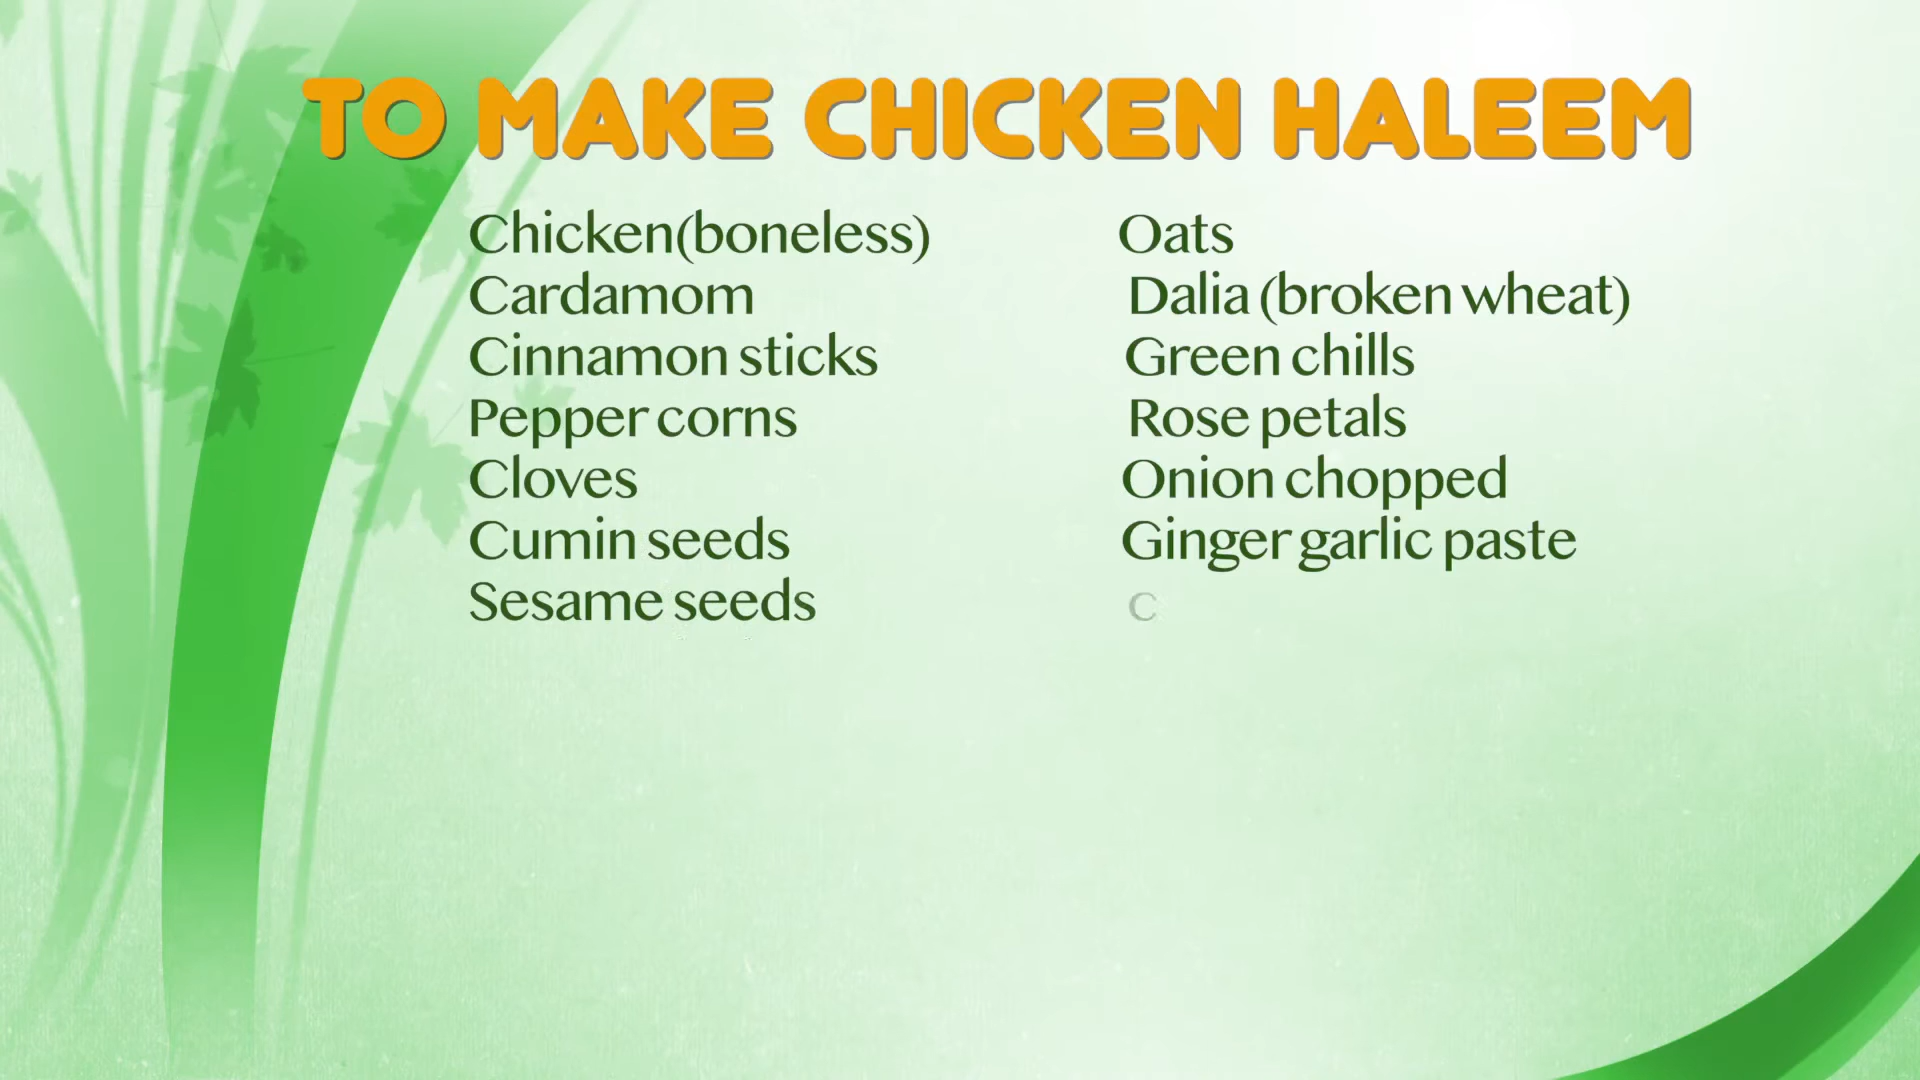 TO MAKE CHICKEN HALEEM
Chicken(boneless)
Cardamom
Cinnamon sticks
Pepper corns
Cloves
Cumin seeds
Sesame seeds
Oats
Dalia (broken wheat)
Green chills
Rose petals
Onion chopped
Ginger garlic paste
C